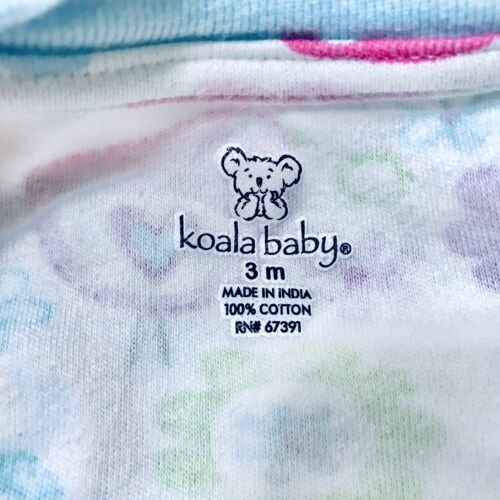 koala baby®
3 m
MADE IN INDIA
100% COTTON
RN# 67391